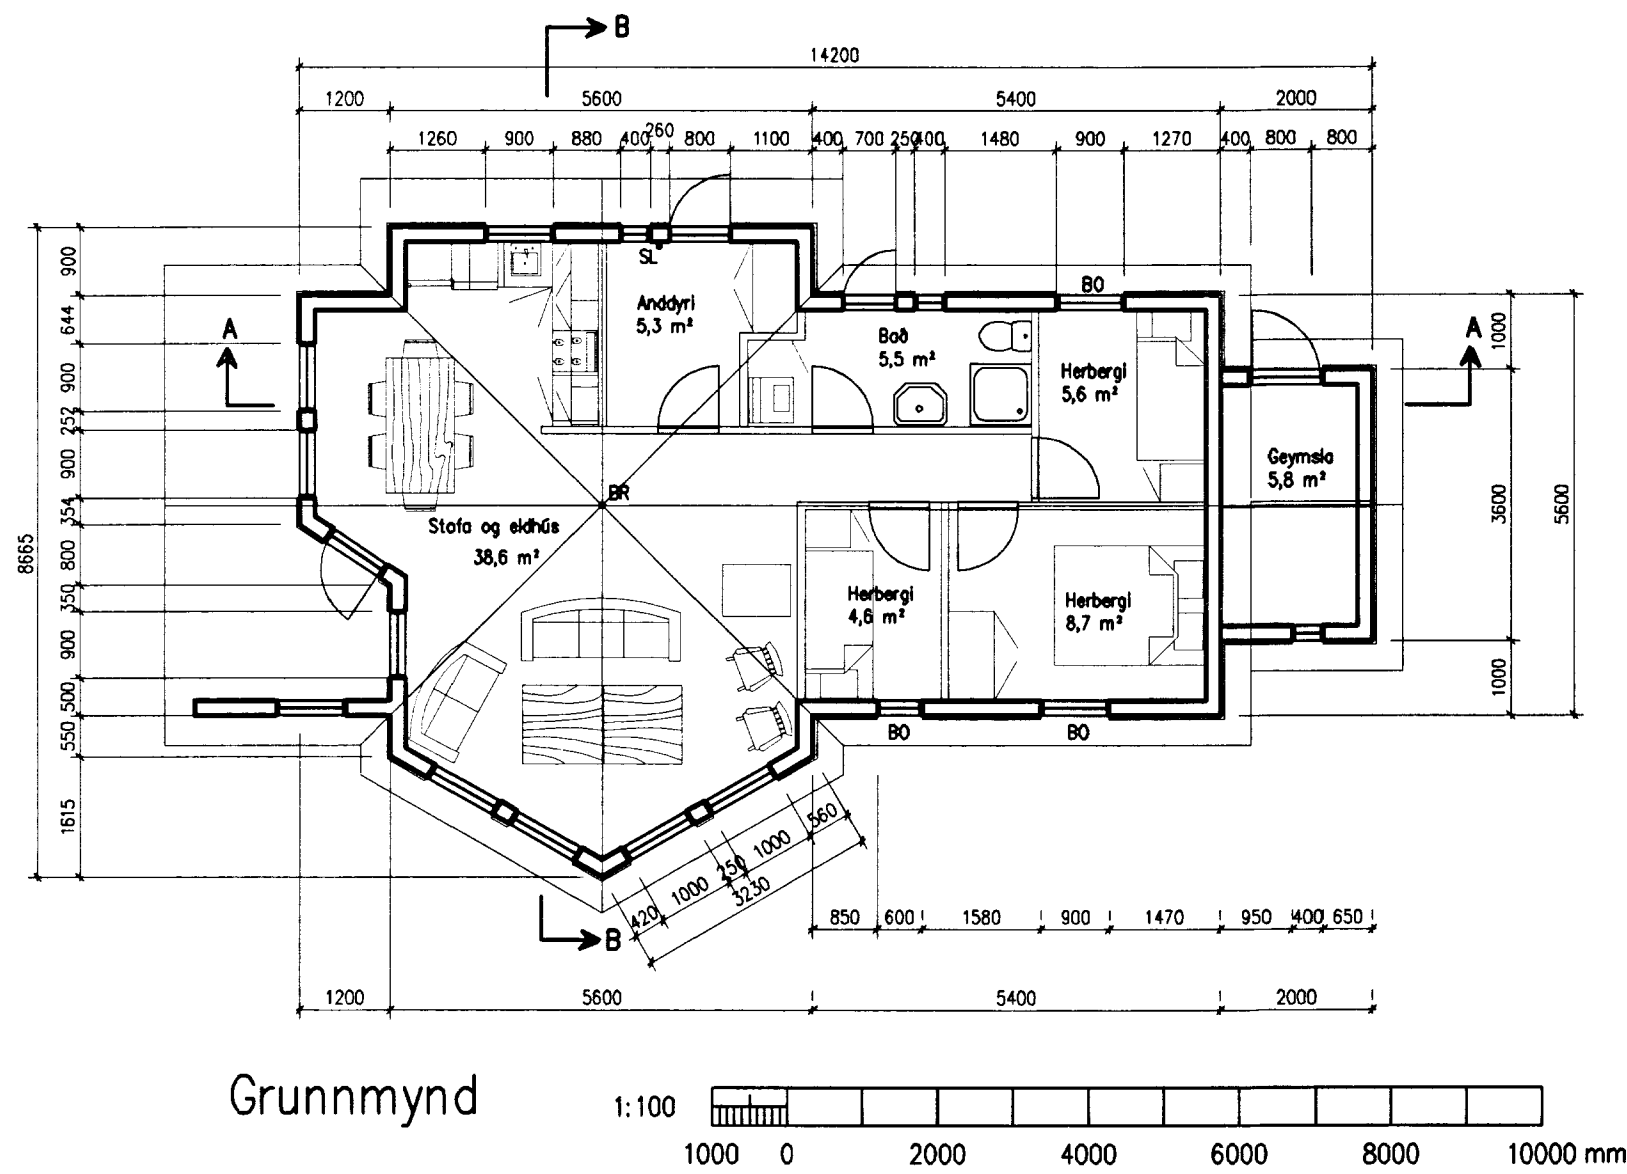 B
14200
1200 5600 5400 2000
1260 900 880 400 260 800 1100 400 700 250 400 1480 900 1270 400 800 800
SL
BO
Anddyri
5,3 m²
Bað
5,5 m²
Herbergi
5,6 m²
A
A
Geymsla
5,8 m²
BR
Stofa og eldhús
38,6 m²
Herbergi
4,6 m²
Herbergi
8,7 m²
BO
BO
8665
900
644
900
252
900
354
800
350
900
500
550
1615
1000
3600
1000
5600
560
1000
250
1000
420
3230
B
850 600 1580 900 1470 950 400 650
1200 5600 5400 2000
Grunnmynd
1:100
1000 0 2000 4000 6000 8000 10000 mm